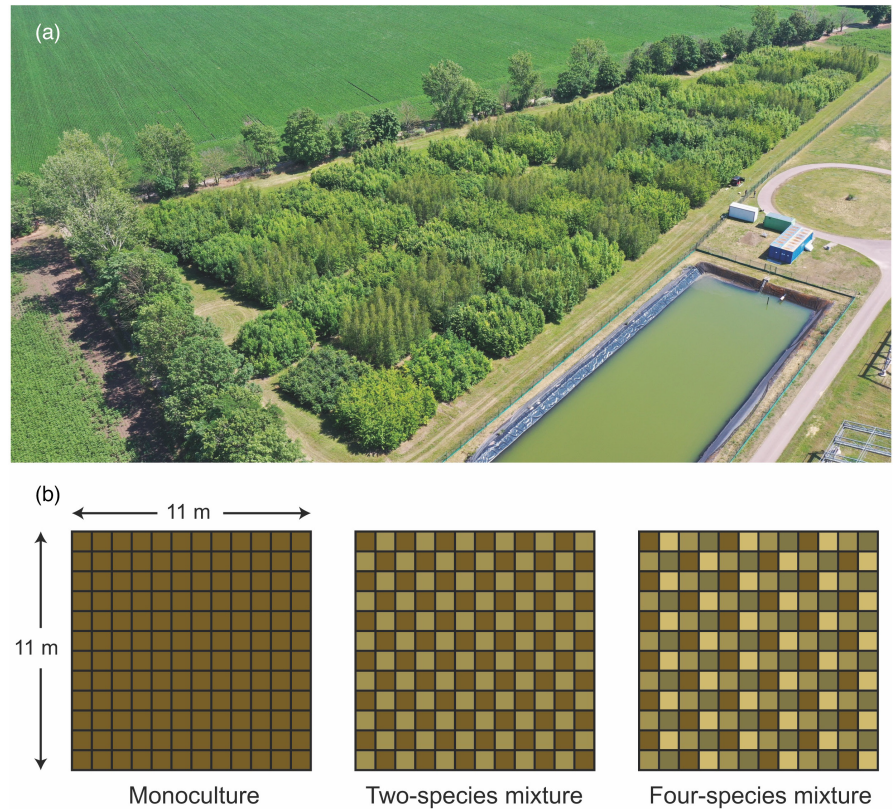 (a)
(b)
11 m
11 m
Monoculture
Two-species mixture
Four-species mixture